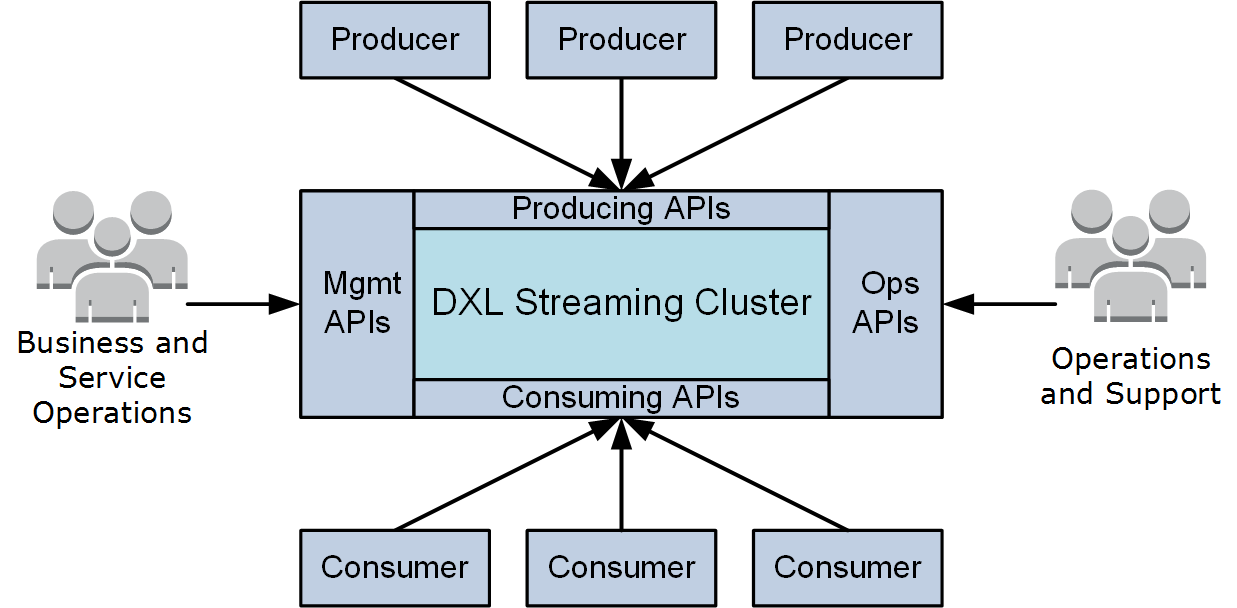 Producer
Producer
Producer
Producing APIs
Mgmt
APIs
DXL Streaming Cluster
Ops
APIs
Consuming APIs
Business and
Service
Operations
Operations
and Support
Consumer
Consumer
Consumer